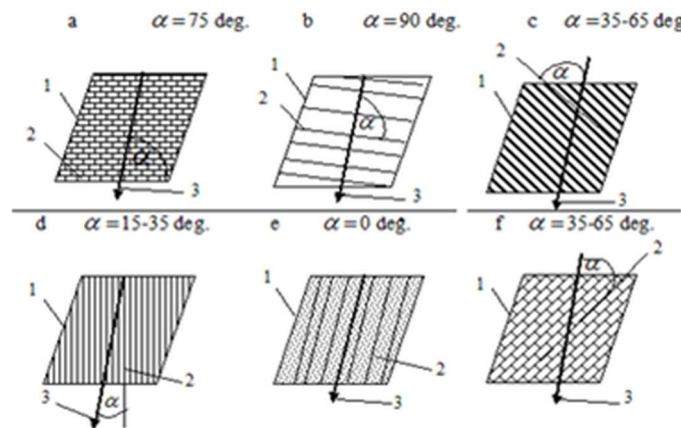 a α=75 deg. b α=90 deg. c α=35-65 deg
1 2 α 3
1 2 α 3
2 α 1 3
d α=15-35 deg. e α=0 deg. f α=35-65 deg.
1 2 3 α
1 2 3
α 2 1 3